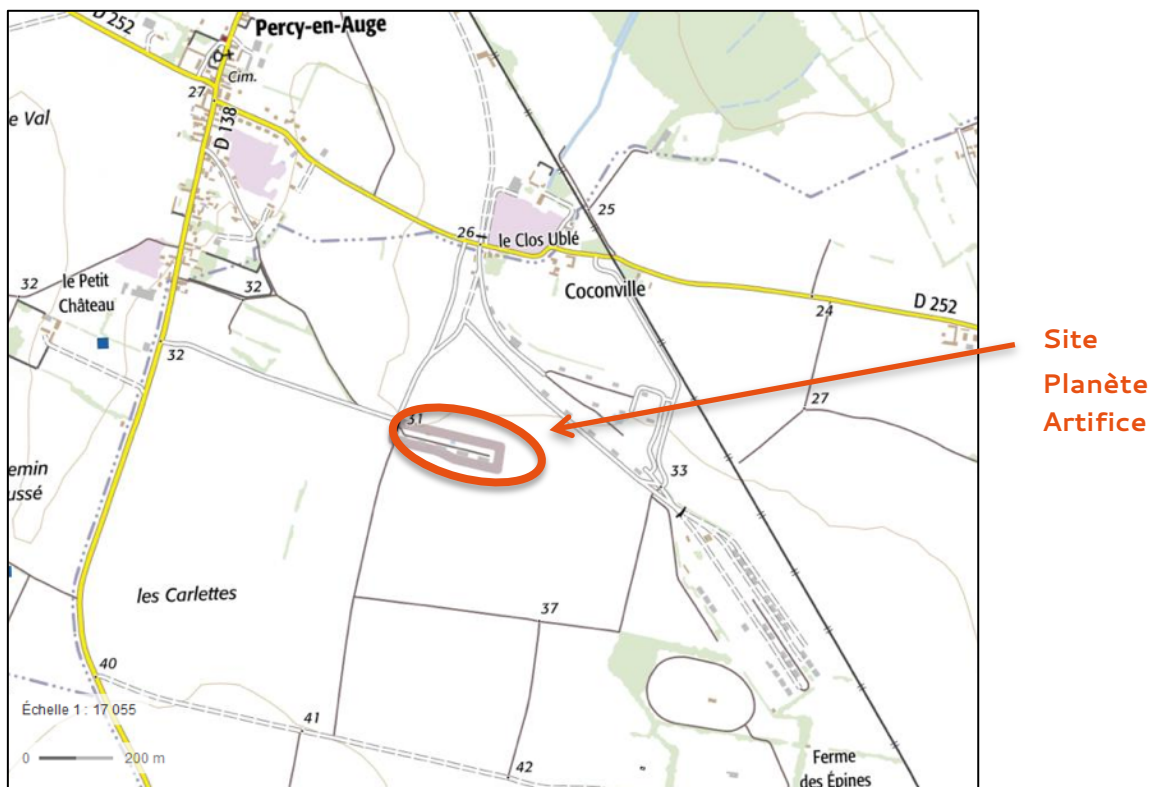 D 252
Percy-en-Auge
Cim.
27
D 138
e Val
25
26
le Clos Ublé
32
le Petit
Château
32
Coconville
24
D 252
32
Site
Planète
Artifice
27
31
emin
ussé
33
les Carlettes
37
40
Échelle 1 : 17 055
0 200 m
41
42
Ferme
des Épines